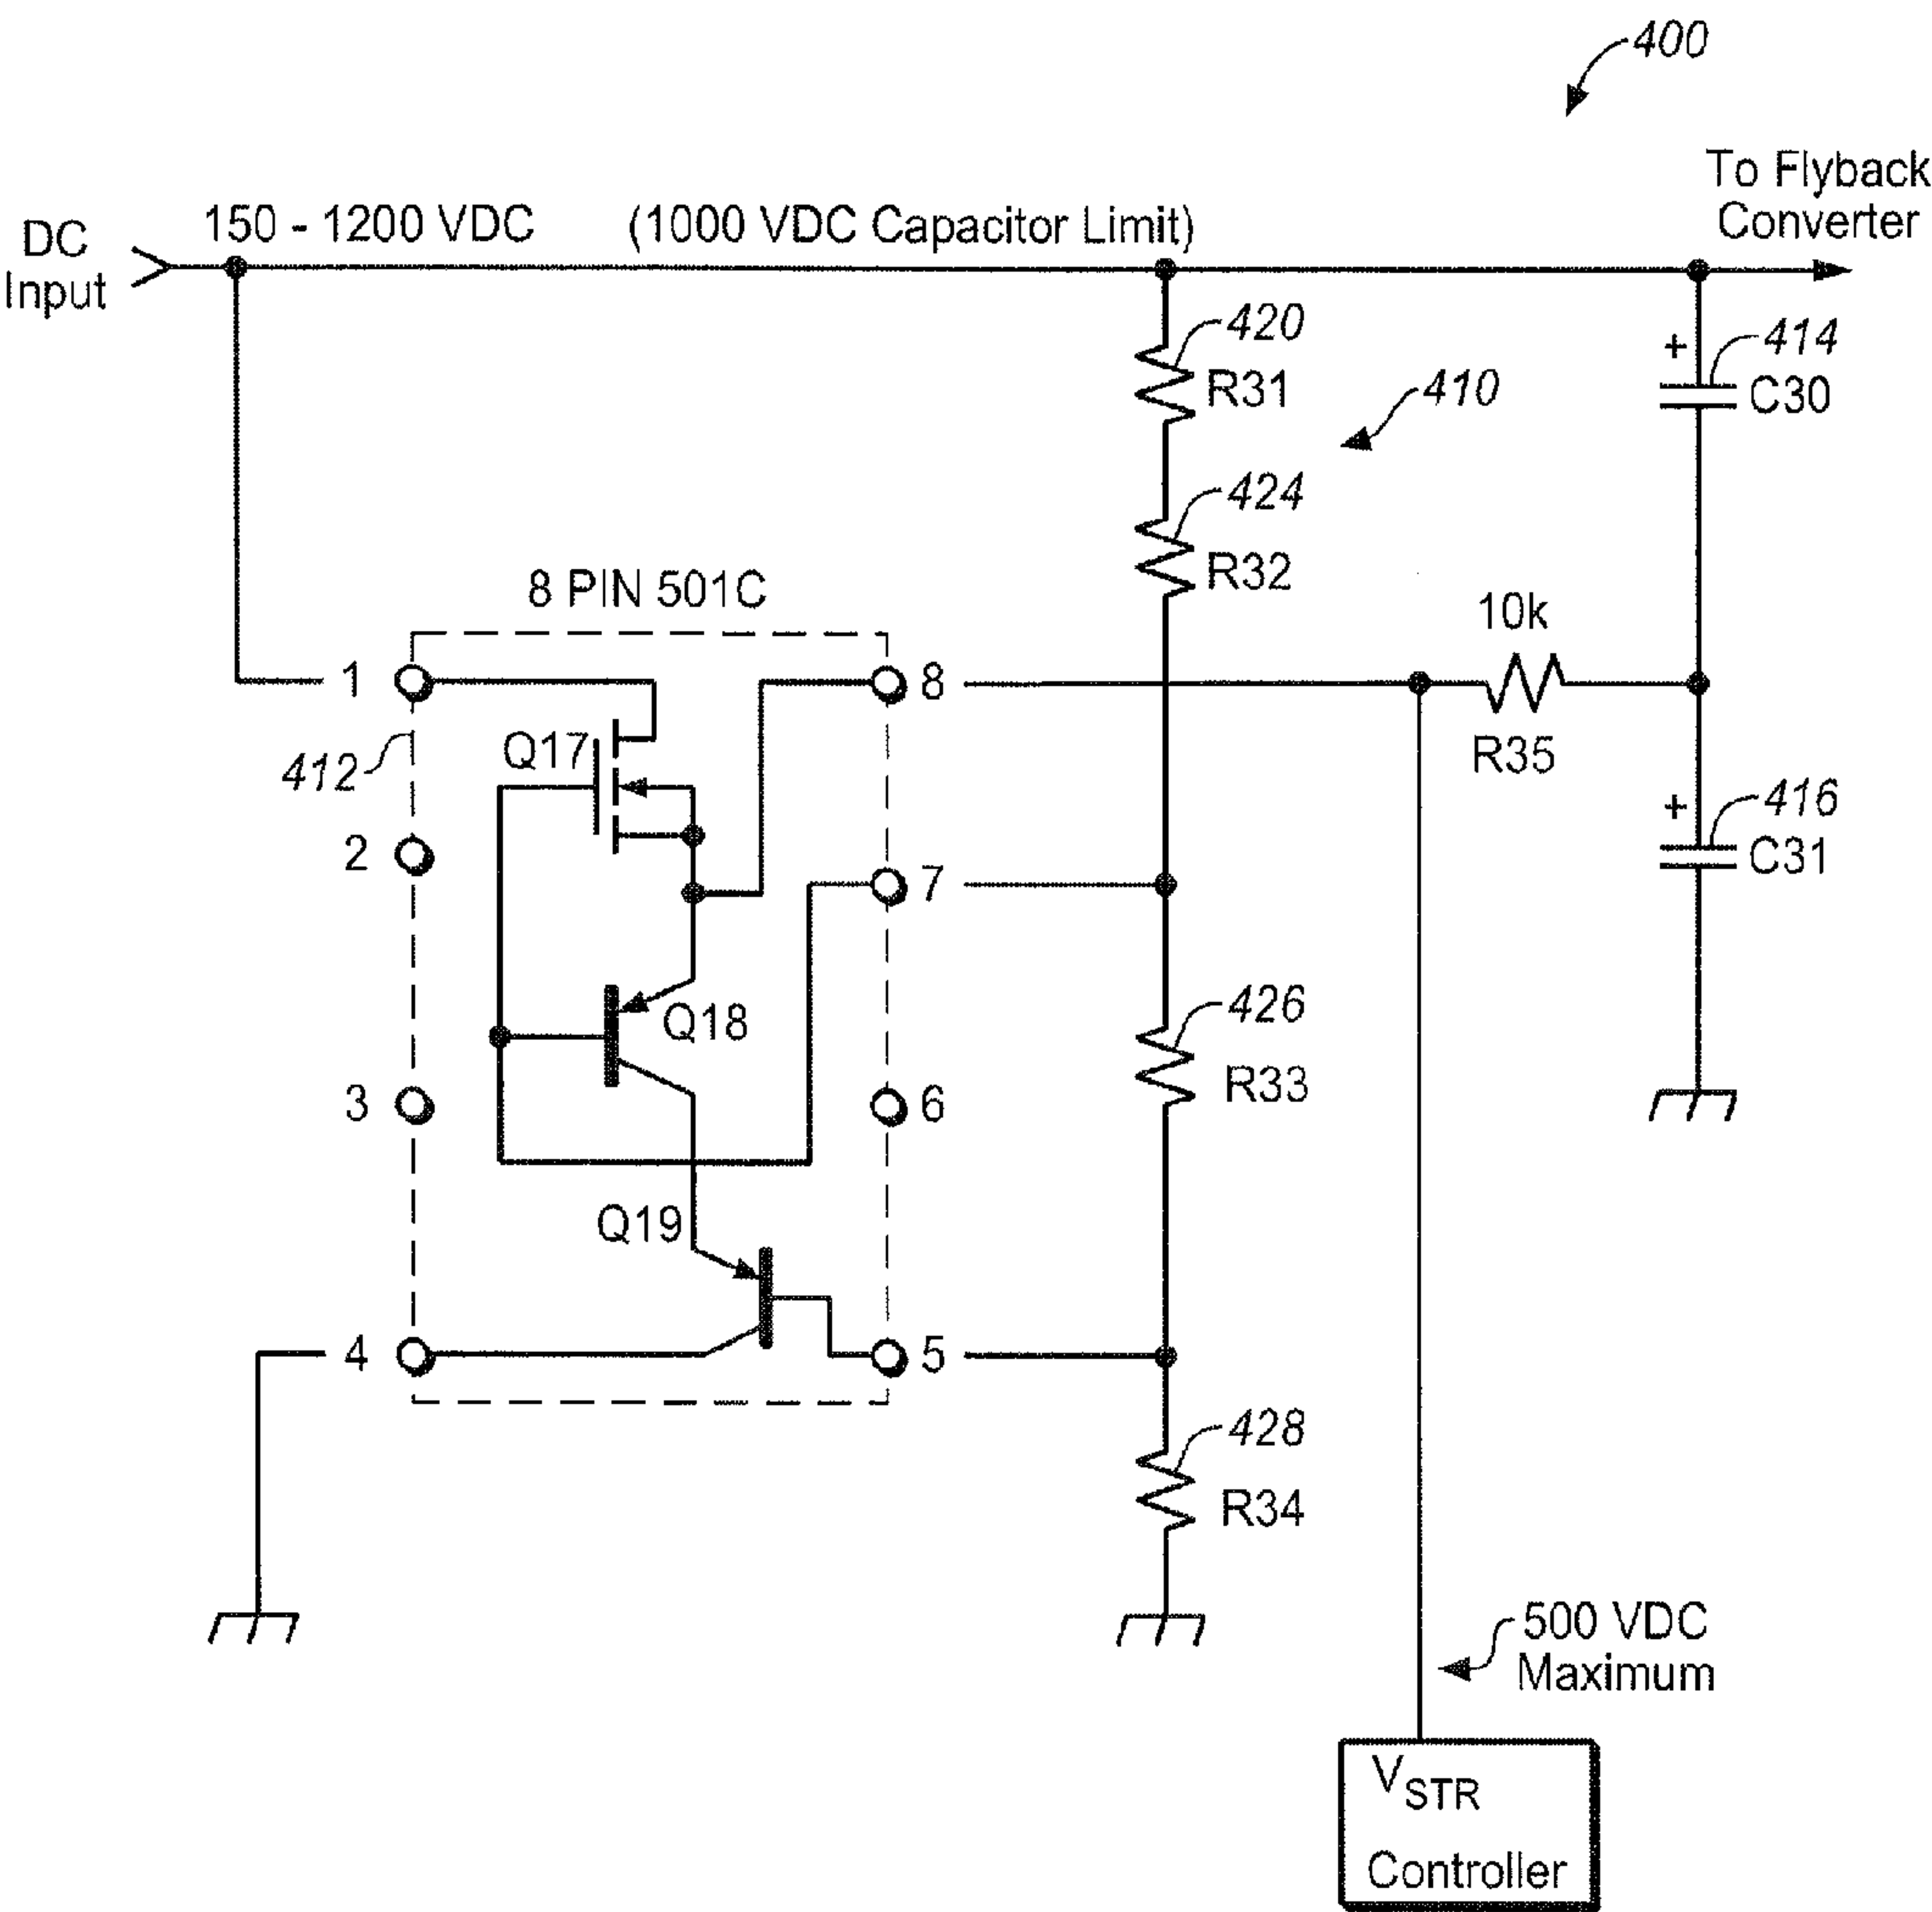 400
To Flyback
Converter
DC
Input
150 - 1200 VDC (1000 VDC Capacitor Limit)
420
R31
+ 414
C30
410
424
R32
8 PIN 501C
10k
1
8
R35
Q17
412
+ 416
C31
2
7
426
R33
Q18
3
6
Q19
4
5
428
R34
500 VDC
Maximum
VSTR
Controller